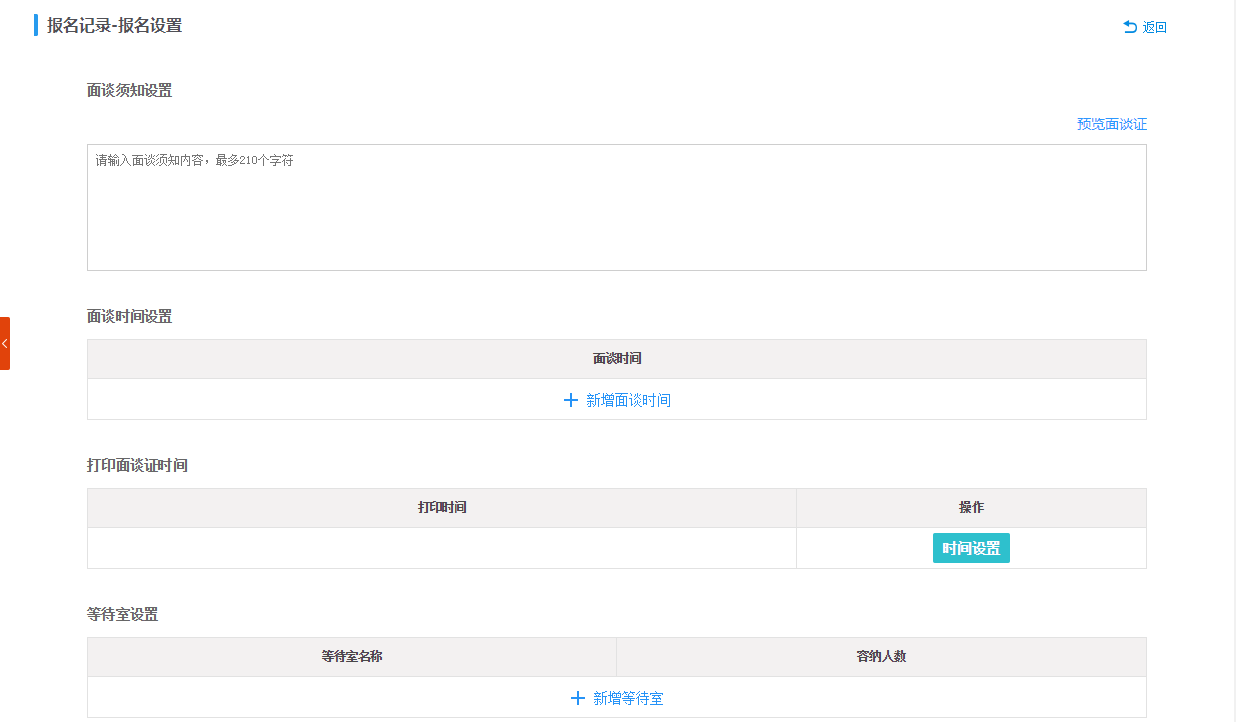 报名记录-报名设置
返回
面谈须知设置
预览面谈证
请输入面谈须知内容，最多210个字符
面谈时间设置
面谈时间
新增面谈时间
打印面谈证时间
打印时间 操作
时间设置
等待室设置
等待室名称 容纳人数
新增等待室